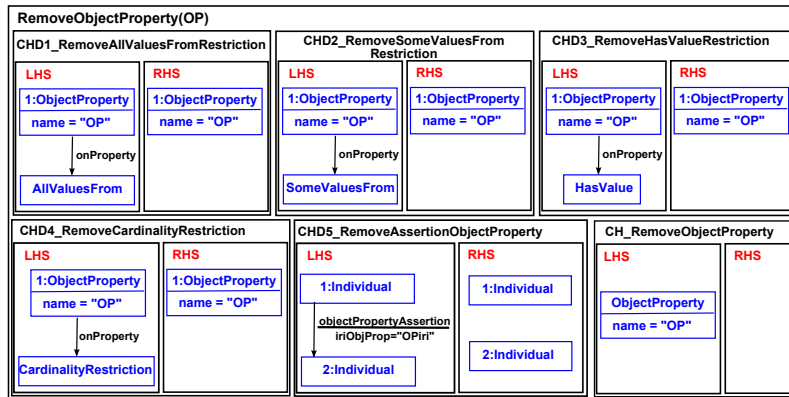 RemoveObjectProperty(OP)
CHD1_RemoveAllValuesFromRestriction
LHS
1:ObjectProperty
name = "OP"
onProperty
AllValuesFrom
RHS
1:ObjectProperty
name = "OP"
CHD2_RemoveSomeValuesFrom
Restriction
LHS
1:ObjectProperty
name = "OP"
onProperty
SomeValuesFrom
RHS
1:ObjectProperty
name = "OP"
CHD3_RemoveHasValueRestriction
LHS
1:ObjectProperty
name = "OP"
onProperty
HasValue
RHS
1:ObjectProperty
name = "OP"
CHD4_RemoveCardinalityRestriction
LHS
1:ObjectProperty
name = "OP"
onProperty
CardinalityRestriction
RHS
1:ObjectProperty
name = "OP"
CHD5_RemoveAssertionObjectProperty
LHS
1:Individual
objectPropertyAssertion
iriObjProp="OPiri"
2:Individual
RHS
1:Individual
2:Individual
CH_RemoveObjectProperty
LHS
ObjectProperty
name = "OP"
RHS